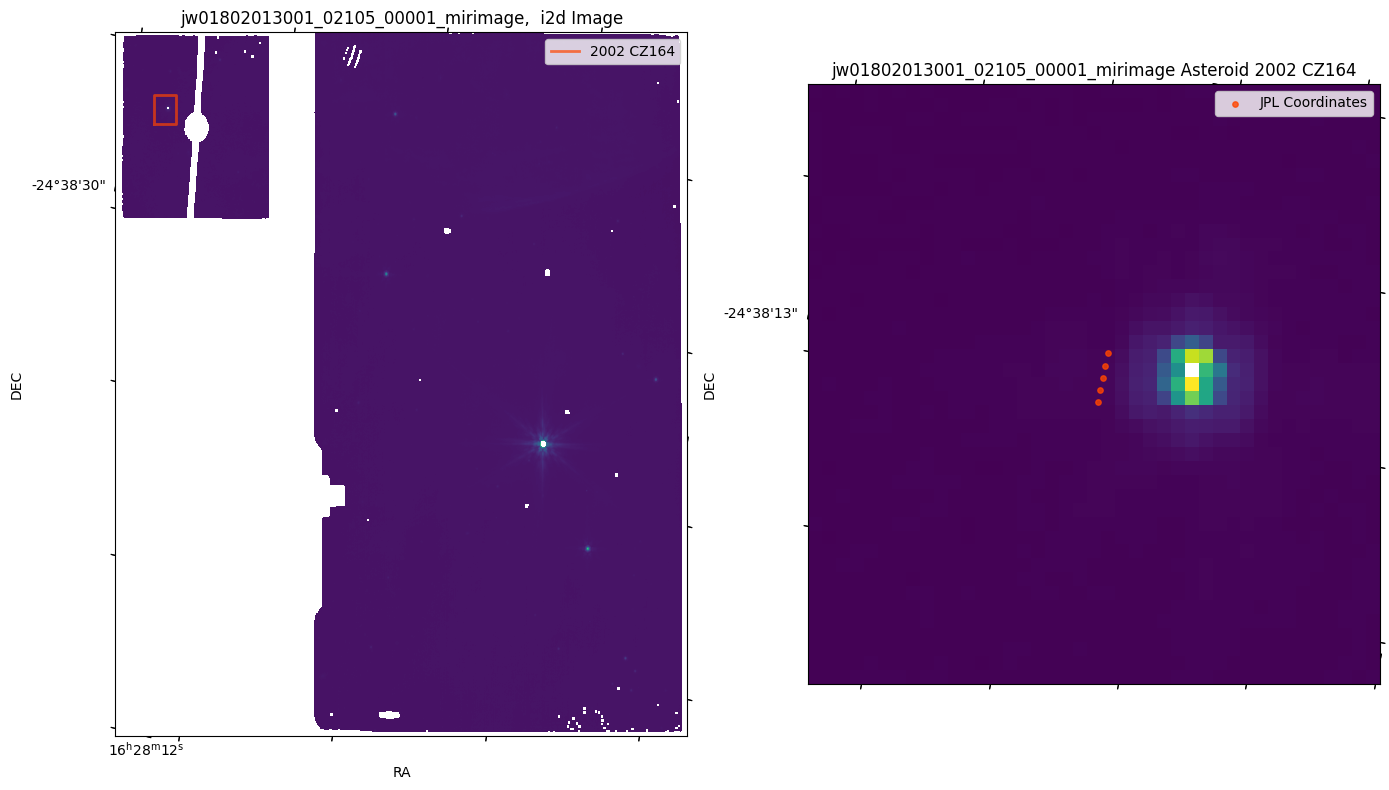 jw01802013001_02105_00001_mirimage,  i2d Image
2002 CZ164
-24°38'30"
DEC
16h28m12s
RA
jw01802013001_02105_00001_mirimage Asteroid 2002 CZ164
JPL Coordinates
-24°38'13"
DEC